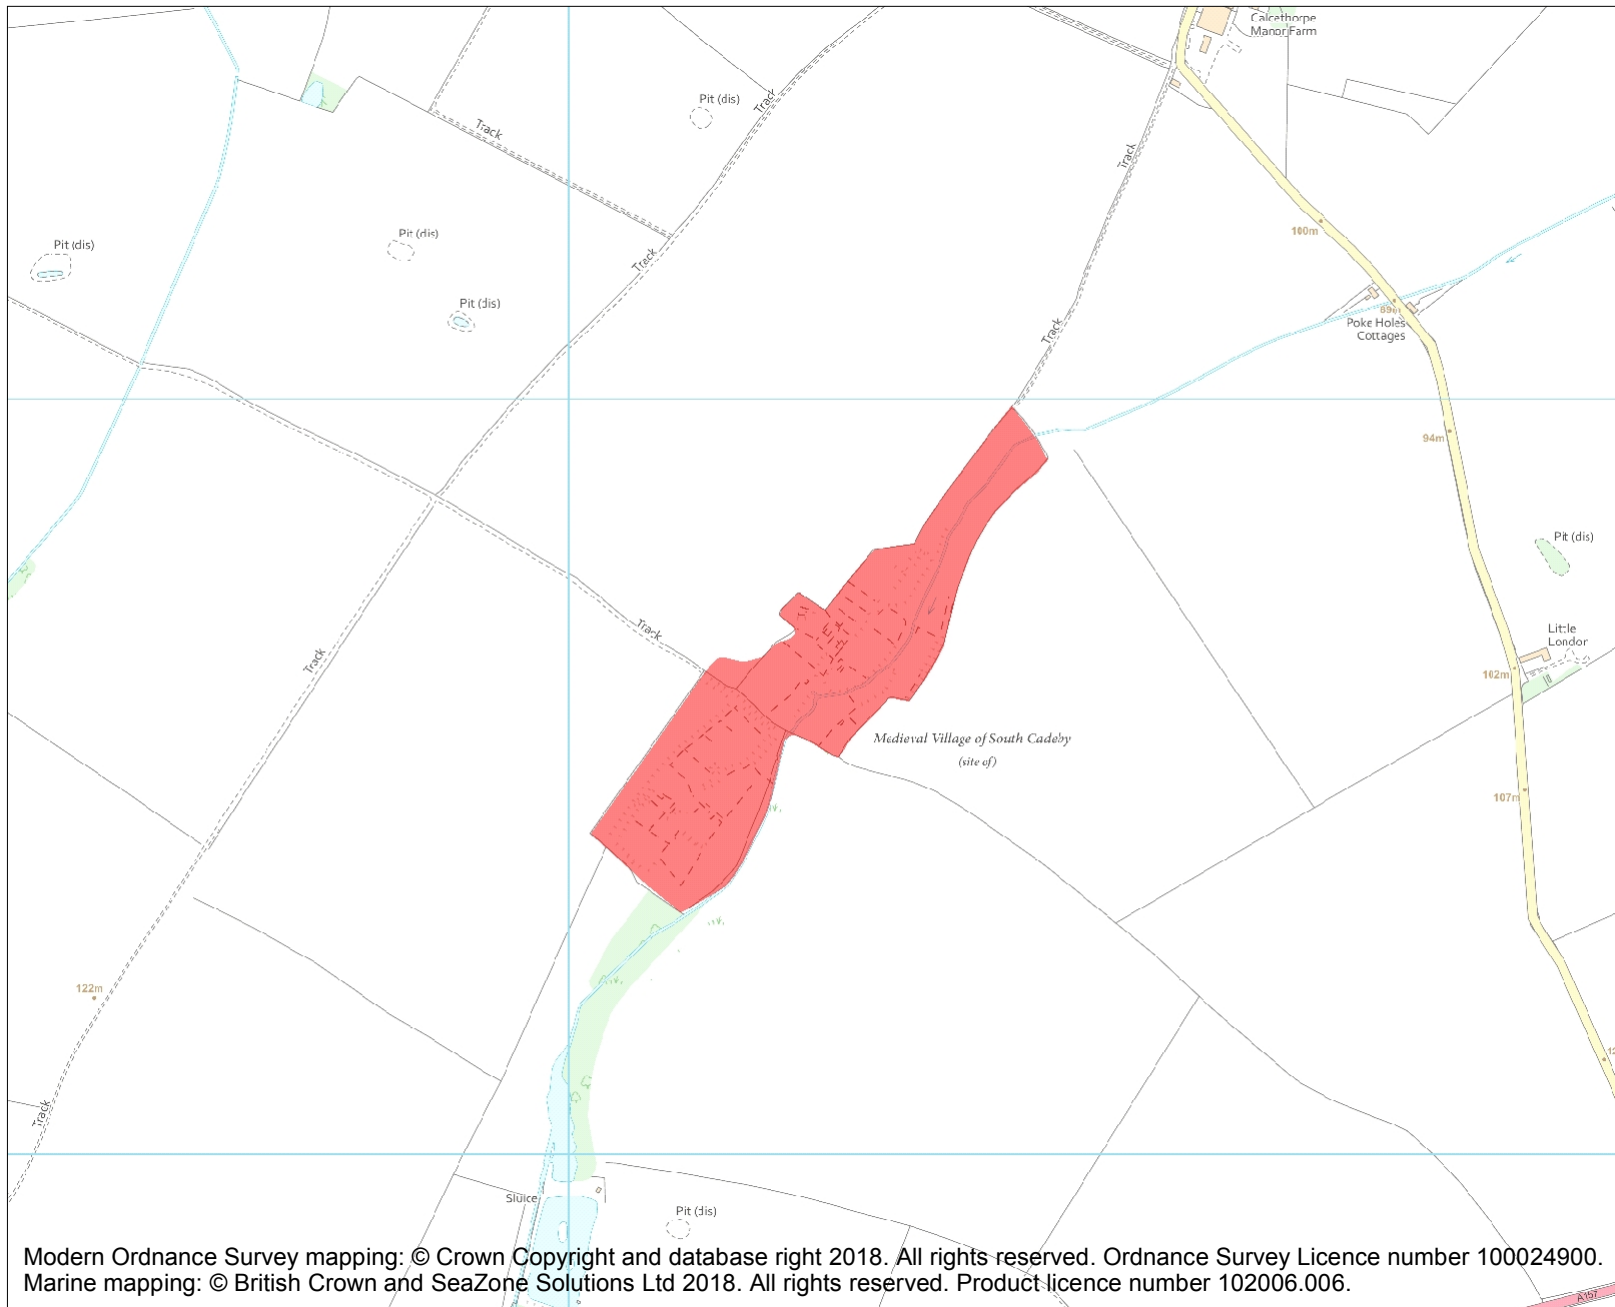 Calcethorpe
Manor Farm
Pit (dis)
Track
Track
Track
Pit (dis)
100m
Pit (dis)
Track
Pit (dis)
89m
Poke Holes
Cottages
Track
94m
Pit (dis)
Track
Little
London
Track
102m
Medieval Village of South Cadeby
(site of)
107m
122m
Track
Sluice
Pit (dis)
Modern Ordnance Survey mapping: © Crown Copyright and database right 2018. All rights reserved. Ordnance Survey Licence number 100024900.
Marine mapping: © British Crown and SeaZone Solutions Ltd 2018. All rights reserved. Product licence number 102006.006.
A157